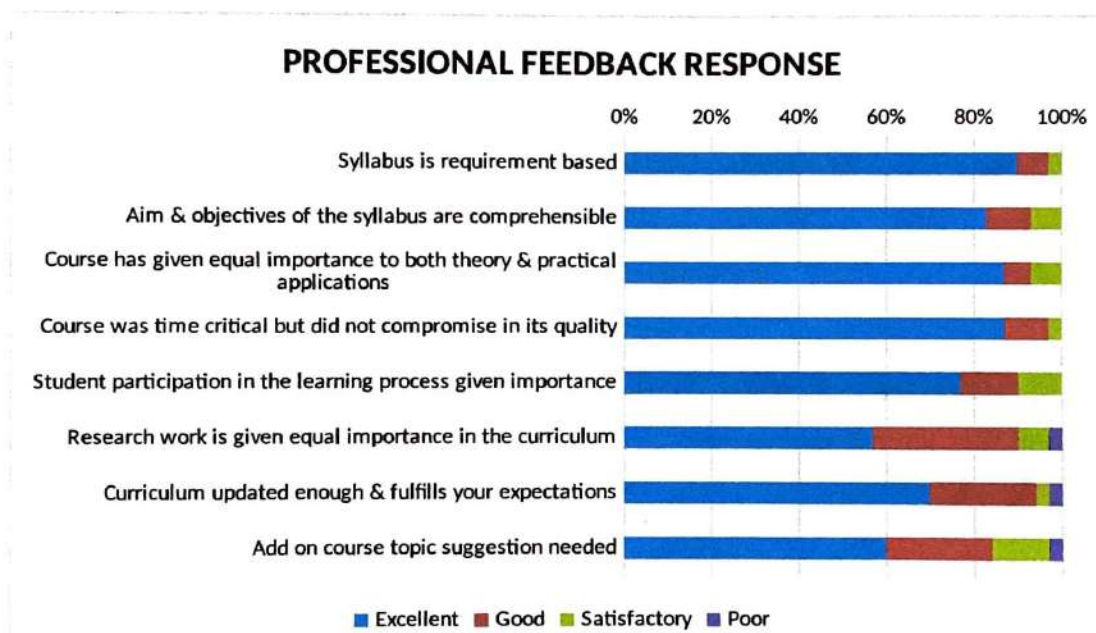 PROFESSIONAL FEEDBACK RESPONSE
0% 20% 40% 60% 80% 100%
Syllabus is requirement based
Aim & objectives of the syllabus are comprehensible
Course has given equal importance to both theory & practical
applications
Course was time critical but did not compromise in its quality
Student participation in the learning process given importance
Research work is given equal importance in the curriculum
Curriculum updated enough & fulfills your expectations
Add on course topic suggestion needed
Excellent Good Satisfactory Poor